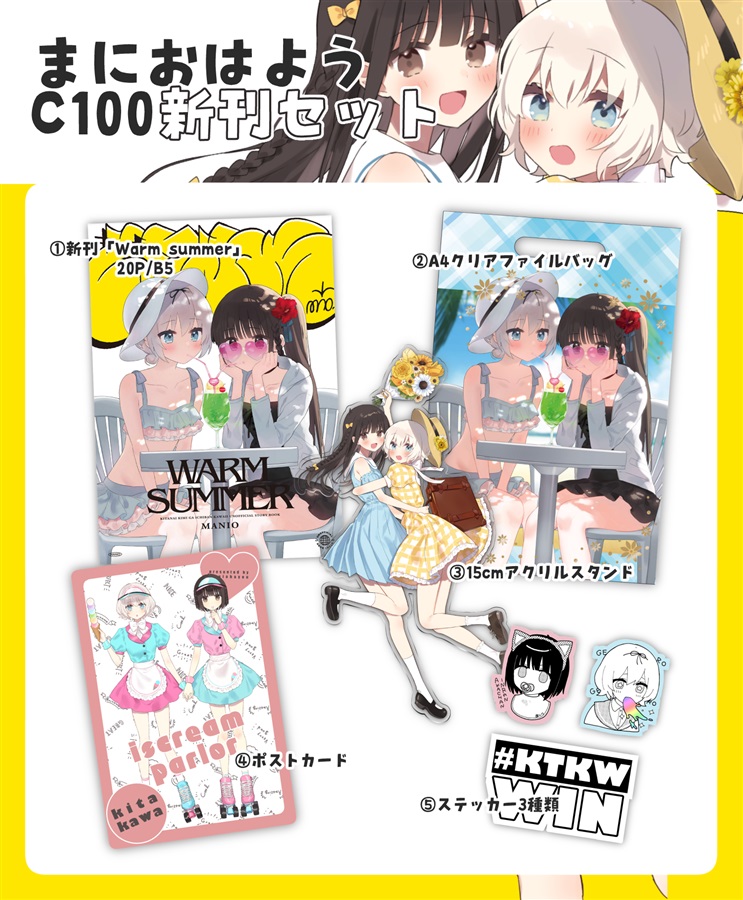 まにおはよう
C100新刊セット
①新刊「Warm summer」
20P/B5
②A4クリアファイルバッグ
WARM
SUMMER
MANIO
③15cmアクリルスタンド
presented by
iscream
parlor
④ポストカード
kita
kawa
#KTKW
WIN
⑤ステッカー3種類